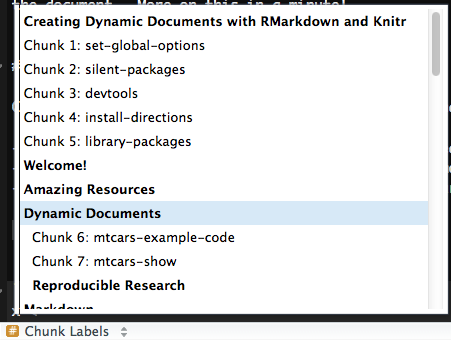 the document. More on this in a minute!
Creating Dynamic Documents with RMarkdown and Knitr
Chunk 1: set-global-options
Chunk 2: silent-packages
Chunk 3: devtools
Chunk 4: install-directions
Chunk 5: library-packages
Welcome!
Amazing Resources
Dynamic Documents
Chunk 6: mtcars-example-code
Chunk 7: mtcars-show
Reproducible Research
Markdown
# Chunk Labels